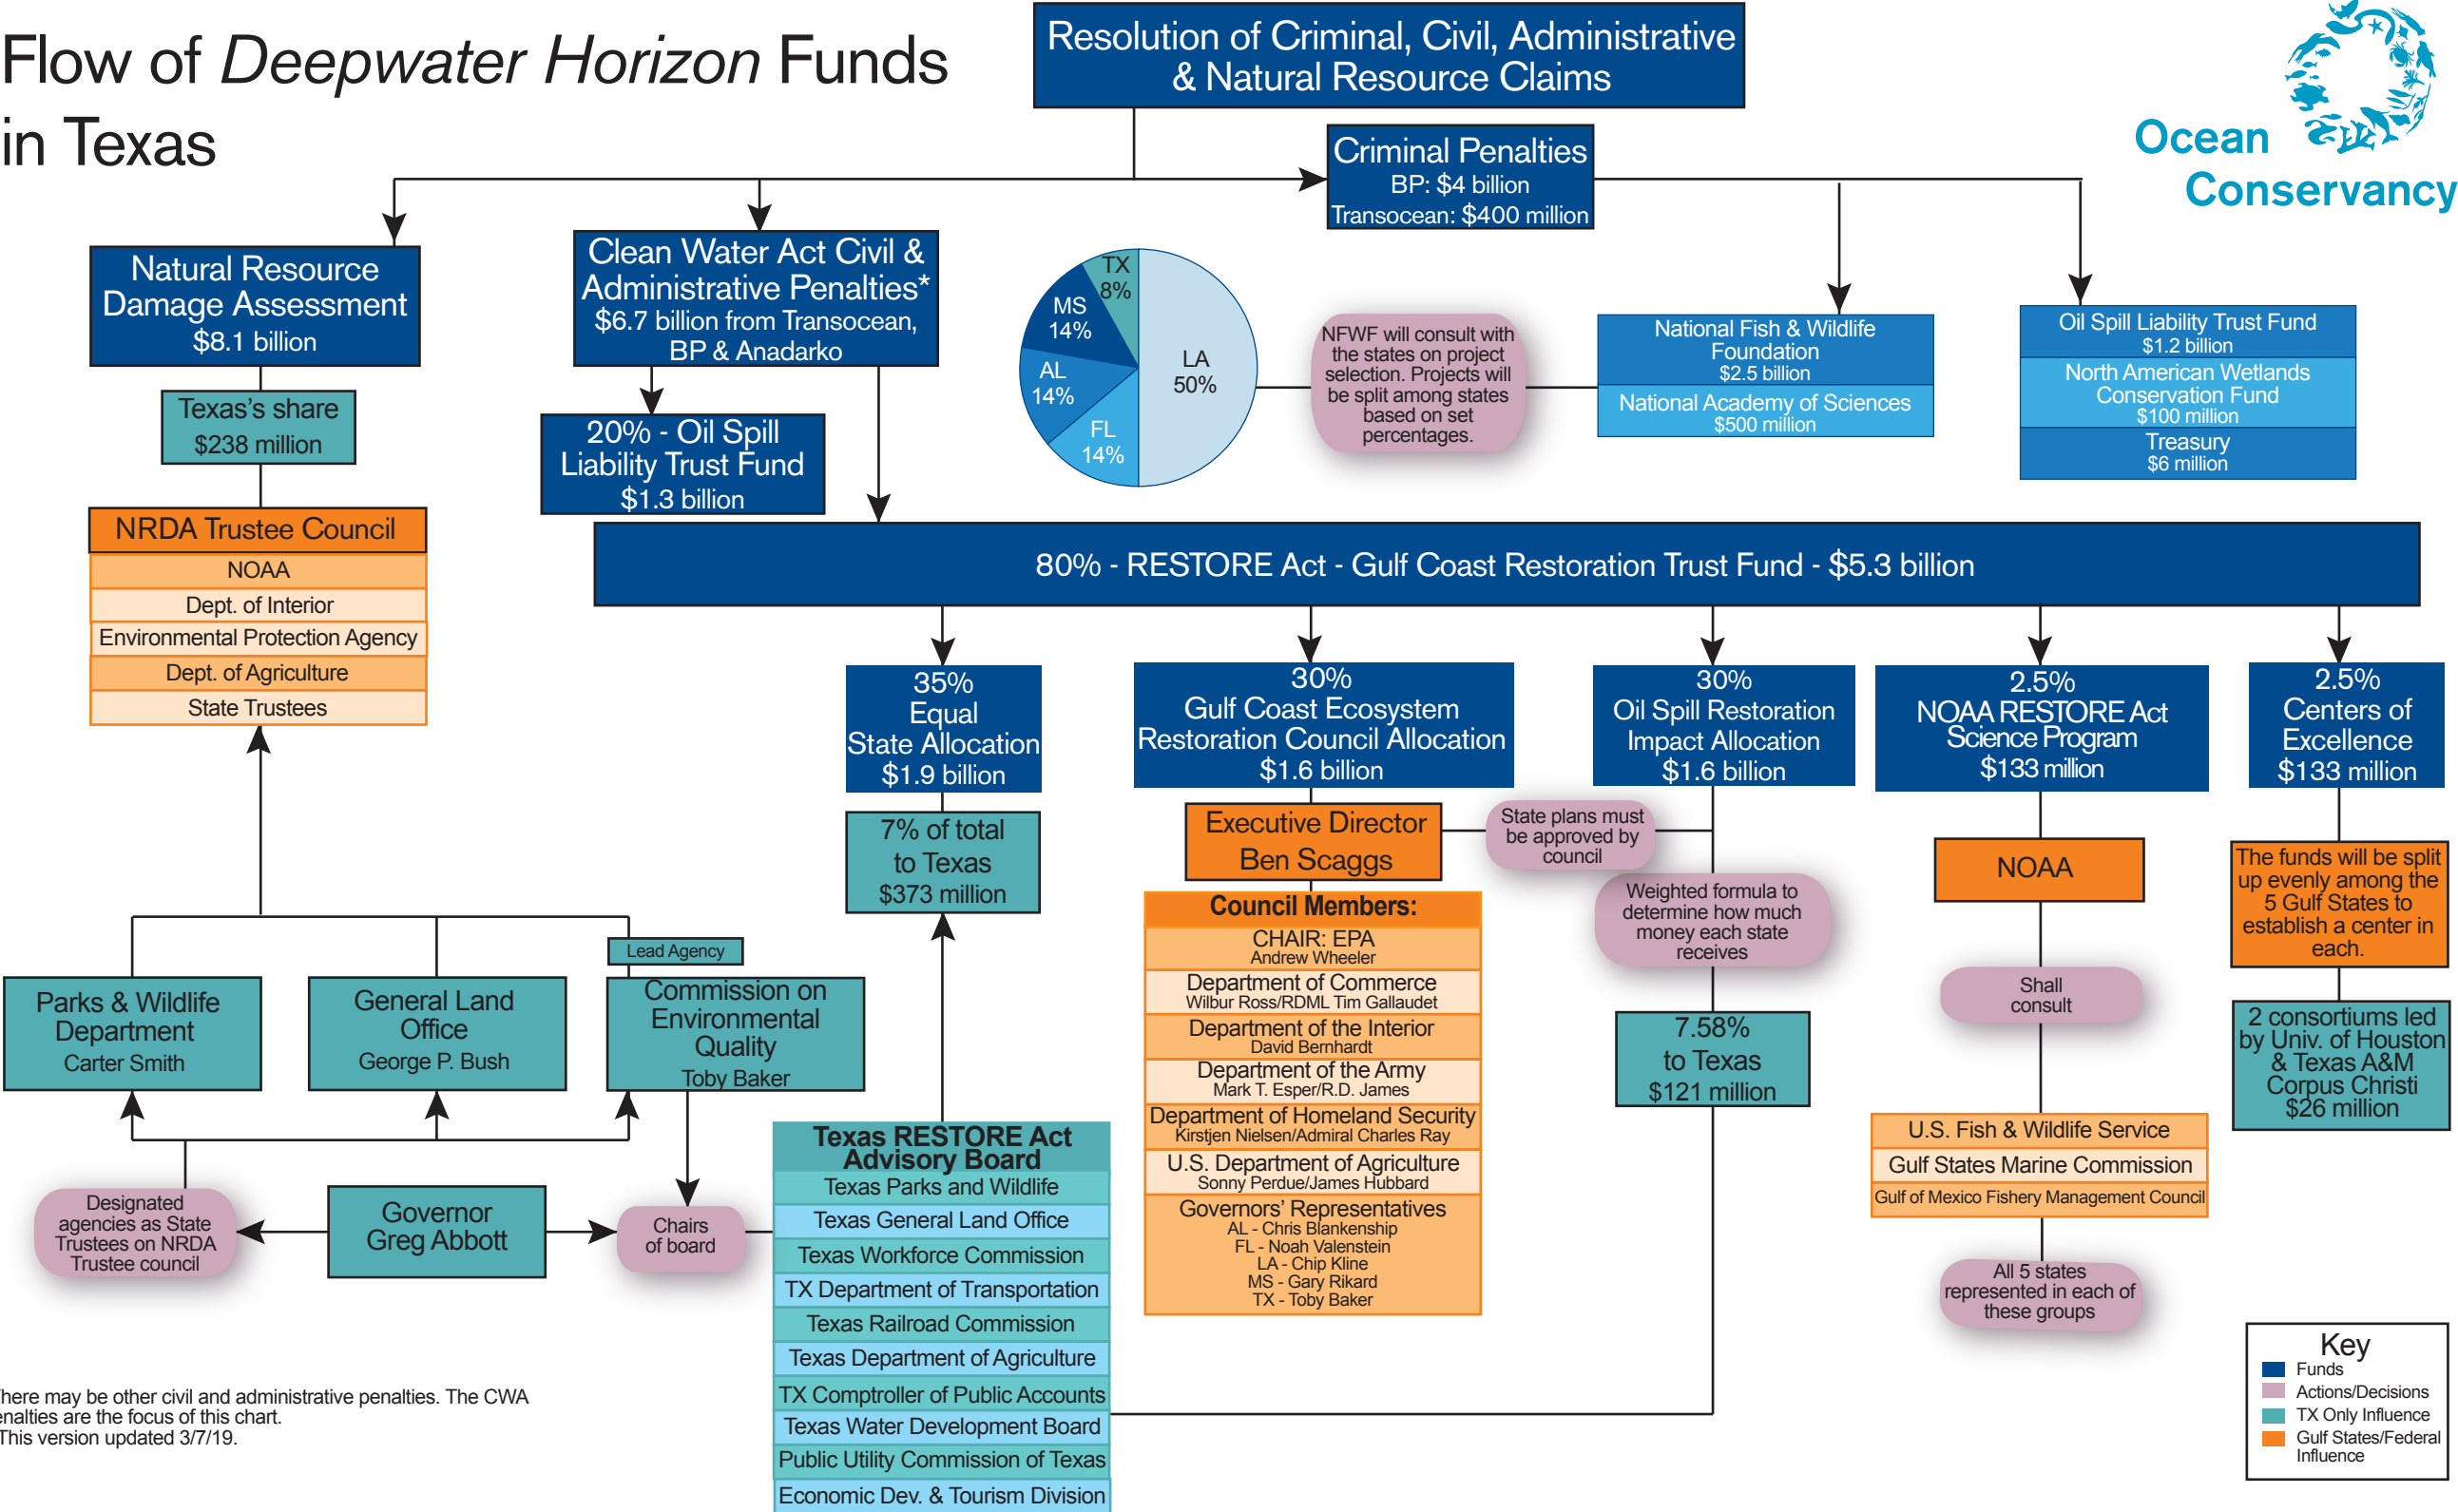 Flow of Deepwater Horizon Funds
in Texas
Resolution of Criminal, Civil, Administrative
& Natural Resource Claims
Ocean
Conservancy
Criminal Penalties
BP: $4 billion
Transocean: $400 million
Natural Resource
Damage Assessment
$8.1 billion
Texas's share
$238 million
NRDA Trustee Council
NOAA
Dept. of Interior
Environmental Protection Agency
Dept. of Agriculture
State Trustees
Clean Water Act Civil &
Administrative Penalties*
$6.7 billion from Transocean,
BP & Anadarko
20% - Oil Spill
Liability Trust Fund
$1.3 billion
TX
8%
MS
14%
AL
14%
FL
14%
LA
50%
NFWF will consult with
the states on project
selection. Projects will
be split among states
based on set
percentages.
National Fish & Wildlife
Foundation
$2.5 billion
National Academy of Sciences
$500 million
Oil Spill Liability Trust Fund
$1.2 billion
North American Wetlands
Conservation Fund
$100 million
Treasury
$6 million
80% - RESTORE Act - Gulf Coast Restoration Trust Fund - $5.3 billion
35%
Equal
State Allocation
$1.9 billion
7% of total
to Texas
$373 million
30%
Gulf Coast Ecosystem
Restoration Council Allocation
$1.6 billion
Executive Director
Ben Scaggs
Council Members:
CHAIR: EPA
Andrew Wheeler
Department of Commerce
Wilbur Ross/RDML Tim Gallaudet
Department of the Interior
David Bernhardt
Department of the Army
Mark T. Esper/R.D. James
Department of Homeland Security
Kirstjen Nielsen/Admiral Charles Ray
U.S. Department of Agriculture
Sonny Perdue/James Hubbard
Governors' Representatives
AL - Chris Blankenship
FL - Noah Valenstein
LA - Chip Kline
MS - Gary Rikard
TX - Toby Baker
30%
Oil Spill Restoration
Impact Allocation
$1.6 billion
State plans must
be approved by
council
Weighted formula to
determine how much
money each state
receives
7.58%
to Texas
$121 million
2.5%
NOAA RESTORE Act
Science Program
$133 million
NOAA
Shall
consult
U.S. Fish & Wildlife Service
Gulf States Marine Commission
Gulf of Mexico Fishery Management Council
All 5 states
represented in each of
these groups
2.5%
Centers of
Excellence
$133 million
The funds will be split
up evenly among the
5 Gulf States to
establish a center in
each.
2 consortiums led
by Univ. of Houston
& Texas A&M
Corpus Christi
$26 million
Lead Agency
Parks & Wildlife
Department
Carter Smith
General Land
Office
George P. Bush
Commission on
Environmental
Quality
Toby Baker
Designated
agencies as State
Trustees on NRDA
Trustee council
Governor
Greg Abbott
Chairs
of board
Texas RESTORE Act
Advisory Board
Texas Parks and Wildlife
Texas General Land Office
Texas Workforce Commission
TX Department of Transportation
Texas Railroad Commission
Texas Department of Agriculture
TX Comptroller of Public Accounts
Texas Water Development Board
Public Utility Commission of Texas
Economic Dev. & Tourism Division
here may be other civil and administrative penalties. The CWA
enalties are the focus of this chart.
This version updated 3/7/19.
Key
Funds
Actions/Decisions
TX Only Influence
Gulf States/Federal
Influence